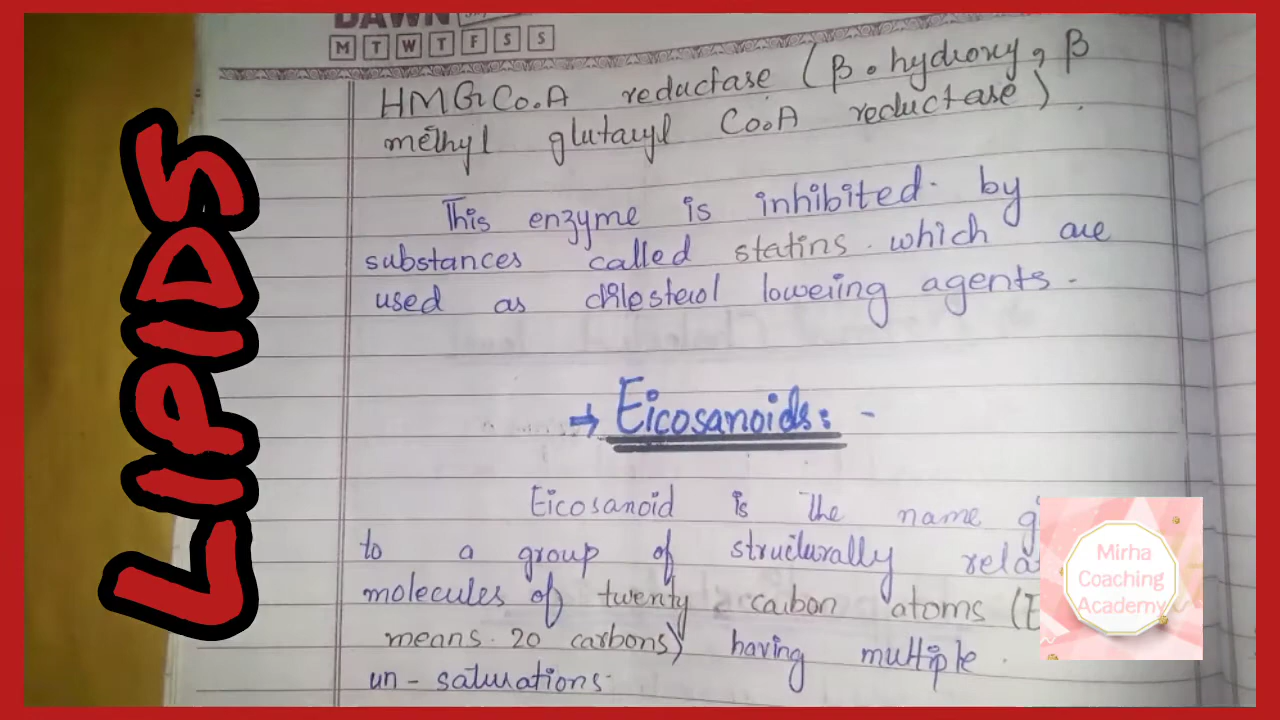 DAWN
M T W T F S S
HMG Co.A reductase (β.hydroxy, β
methyl glutaryl Co.A reductase).
This enzyme is inhibited by
substances called statins which are
used as cholesterol lowering agents.
→ Eicosanoids: -
Eicosanoid is the name
to a group of structurally
molecules of twenty carbon atoms (E
means 20 carbons) having multiple
un-saturations.
LIPIDS
Mirha
Coaching
Academy